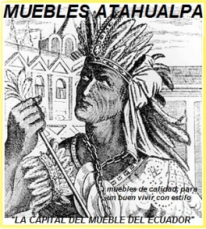 MUEBLES ATAHUALPA
muebles de calidad, para
un buen vivir con estilo
"LA CAPITAL DEL MUEBLE DEL ECUADOR"